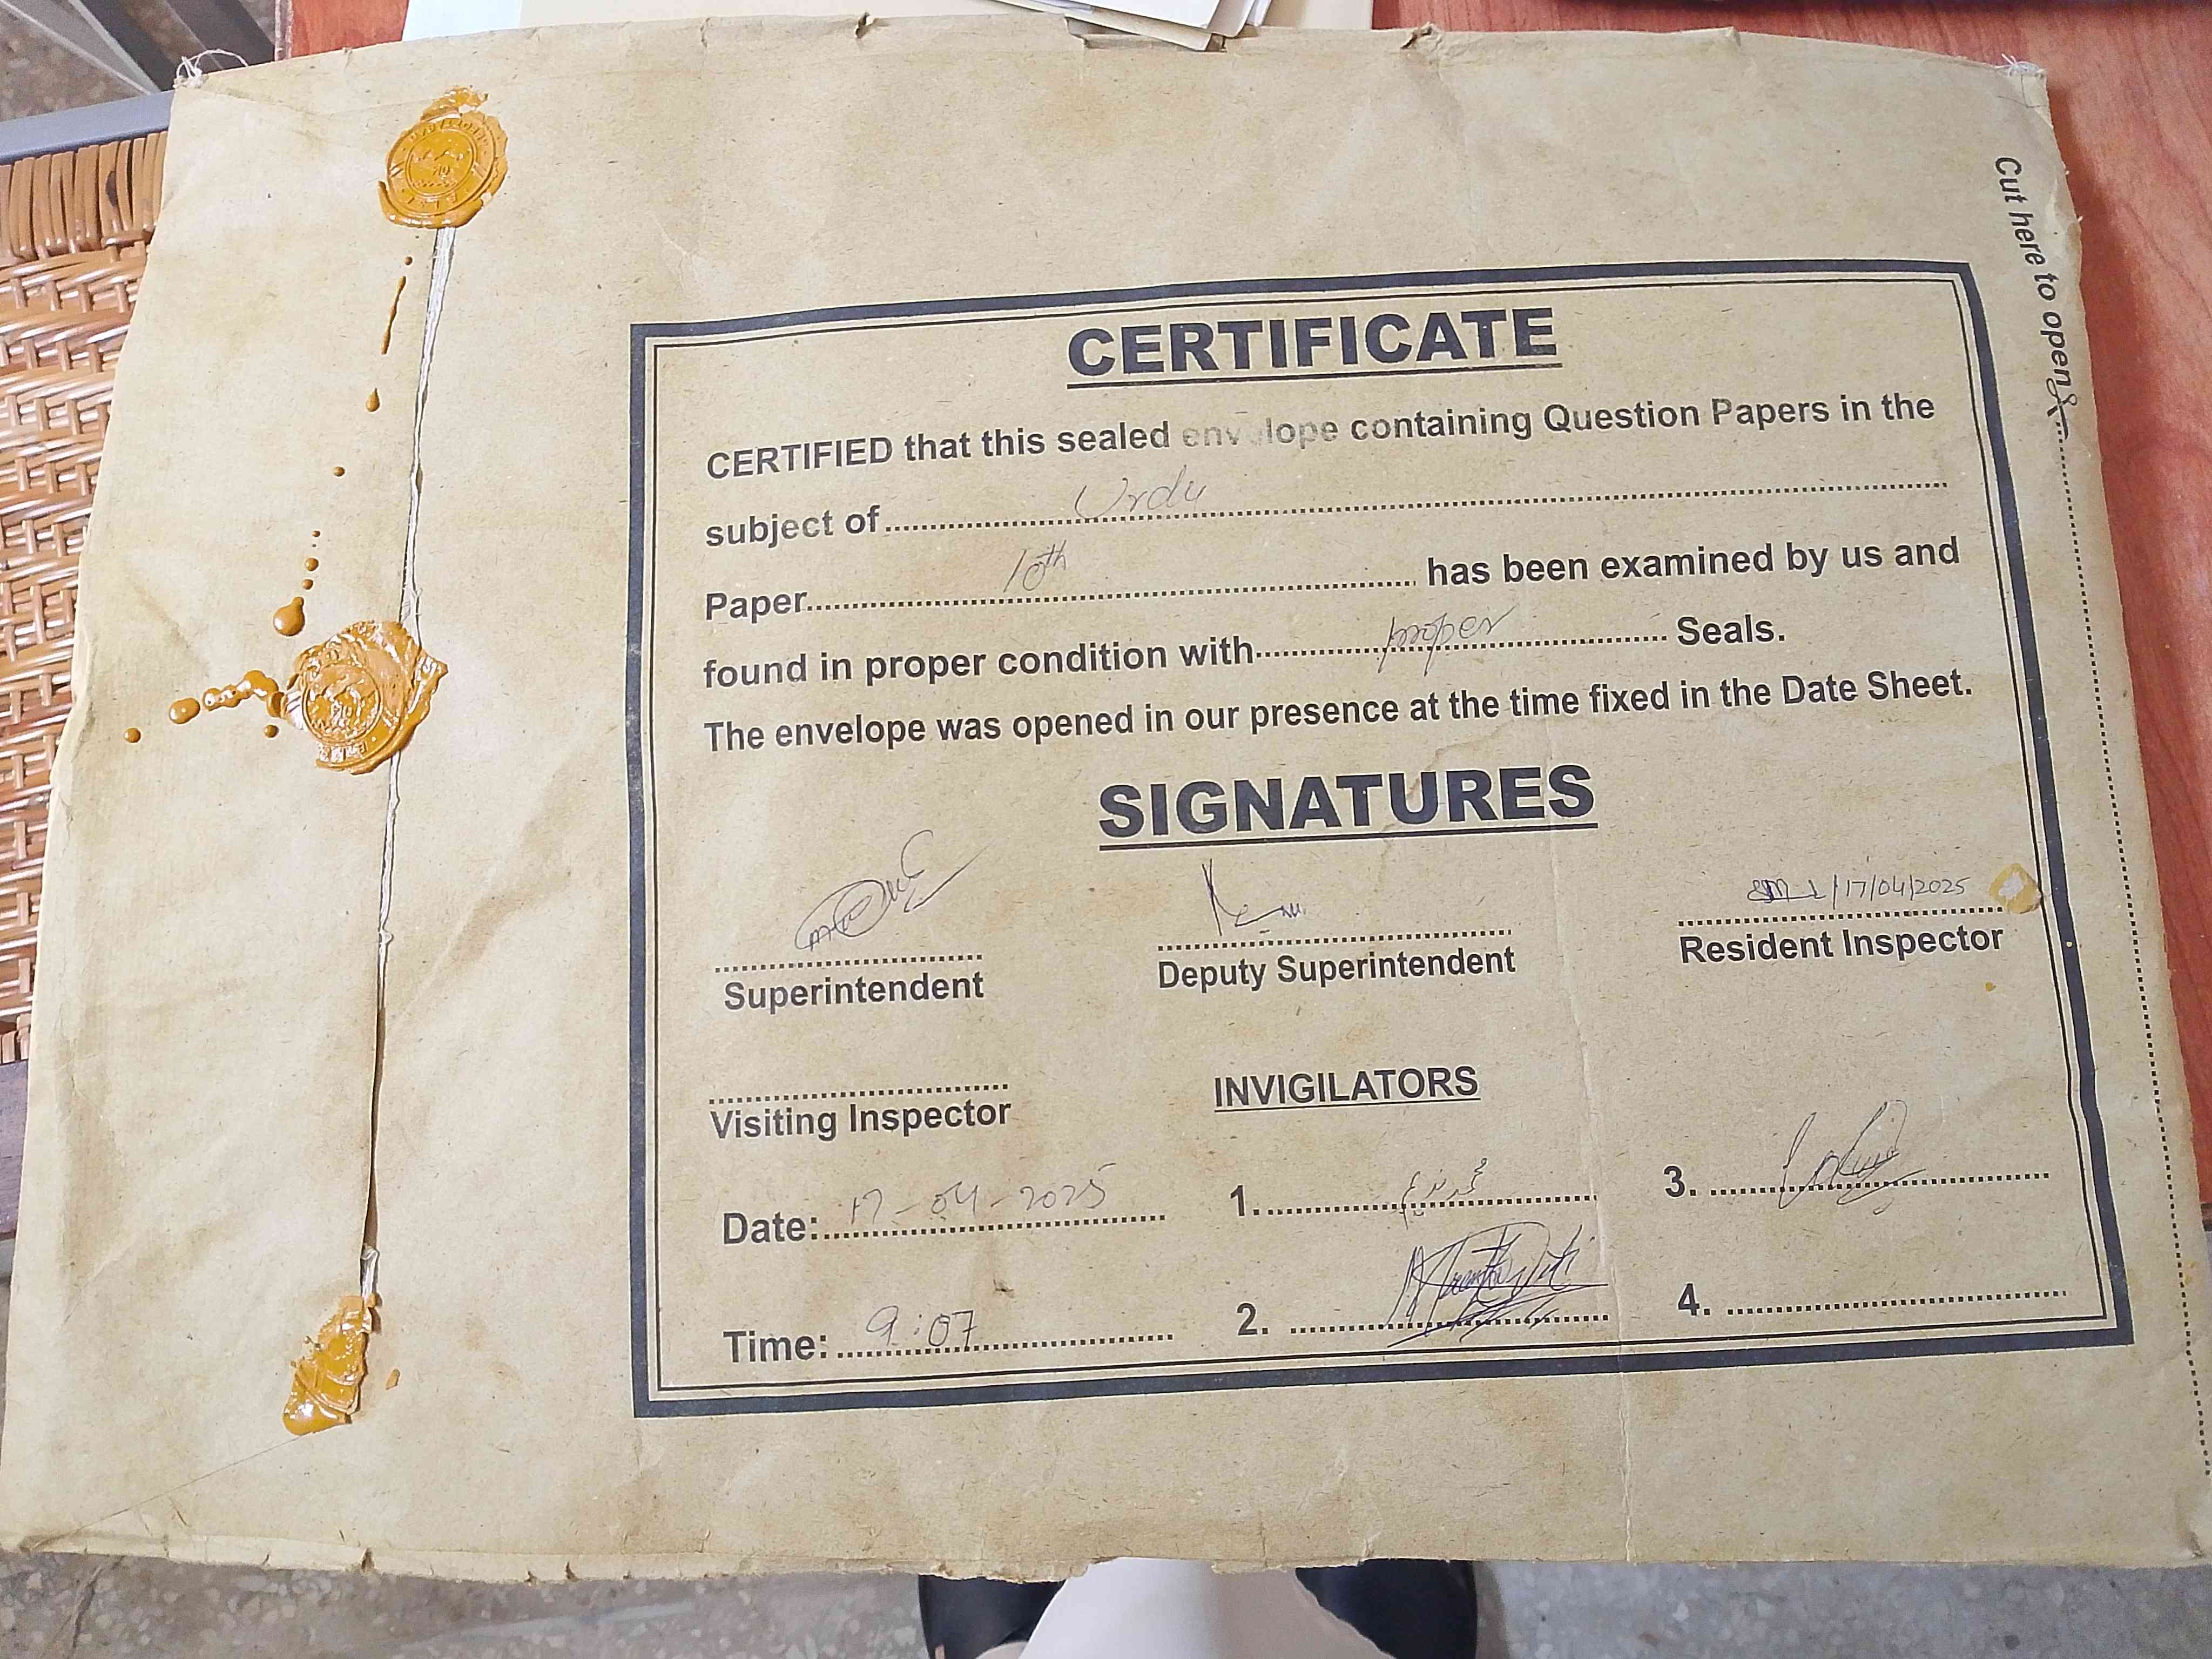 Cut here to open
CERTIFICATE
CERTIFIED that this sealed envelope containing Question Papers in the
subject of Urdu
Paper 10th has been examined by us and
found in proper condition with proper Seals.
The envelope was opened in our presence at the time fixed in the Date Sheet.
SIGNATURES
17/04/2025
Superintendent Deputy Superintendent Resident Inspector
Visiting Inspector INVIGILATORS
Date: 17-04-2025 1. محمد ندیم 3.
Time: 9:07 2. 4.